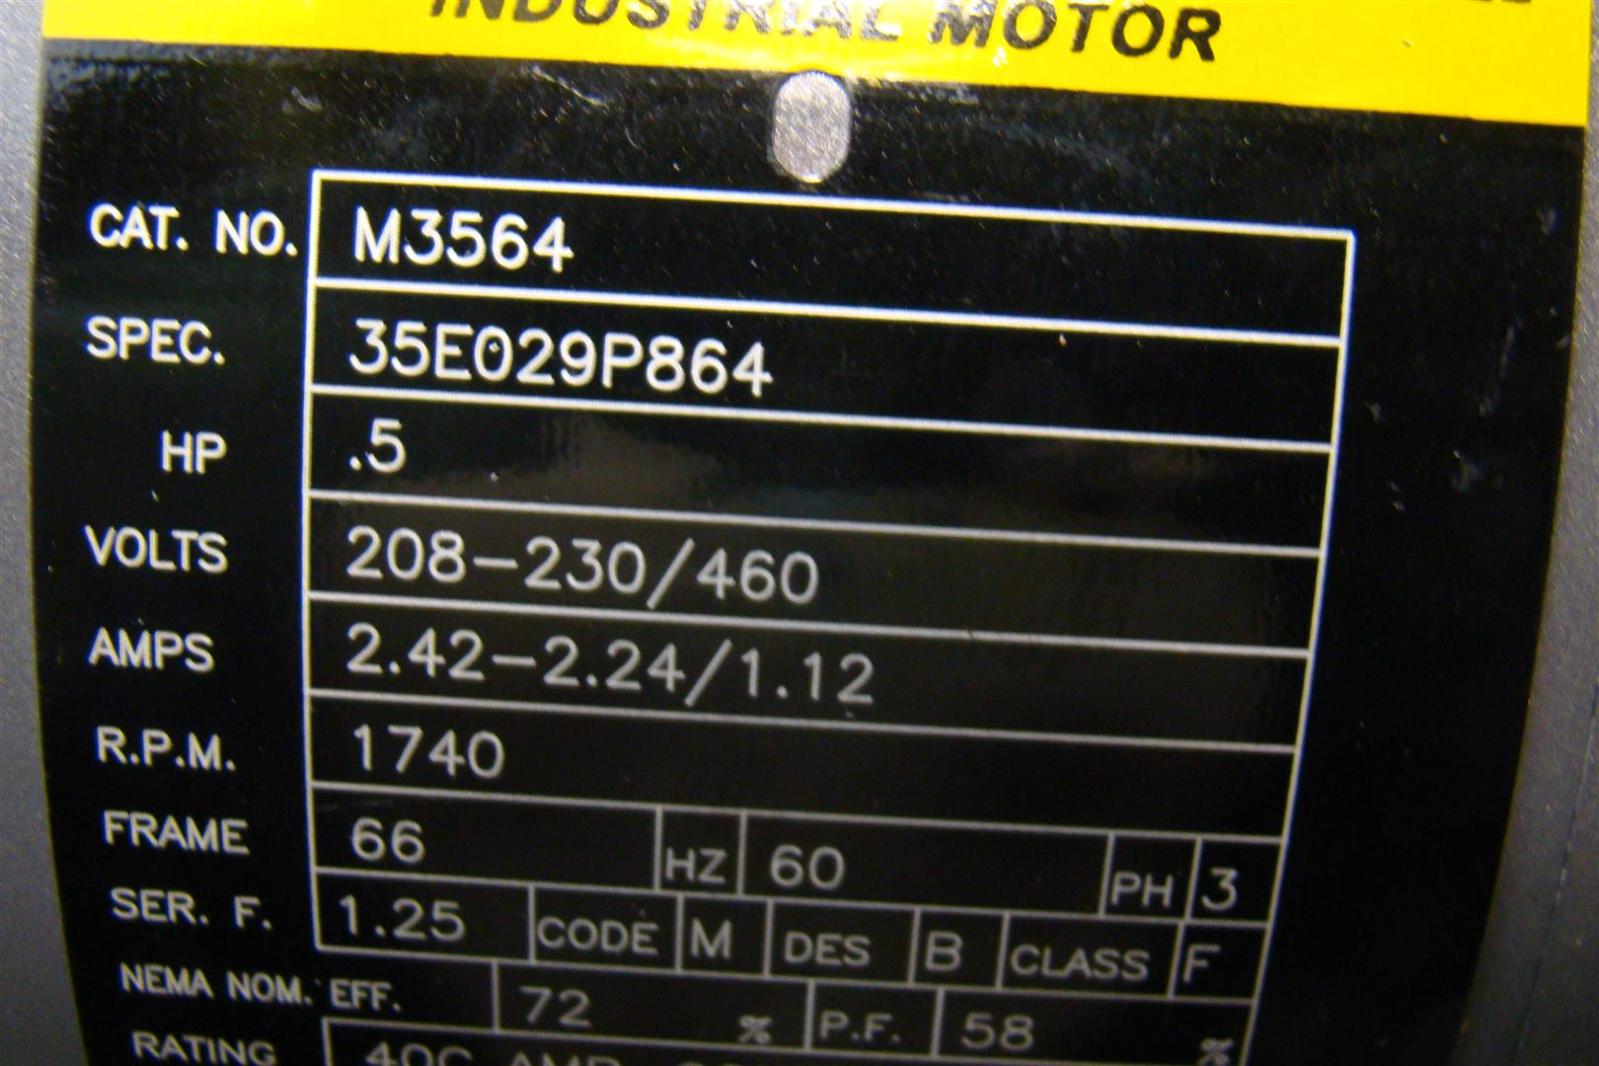 INDUSTRIAL MOTOR
CAT. NO. M3564
SPEC. 35E029P864
HP .5
VOLTS 208-230/460
AMPS 2.42-2.24/1.12
R.P.M. 1740
FRAME 66 HZ 60 PH 3
SER. F. 1.25 CODE M DES B CLASS F
NEMA NOM. EFF. 72 % P.F. 58 %
RATING 40C AMB